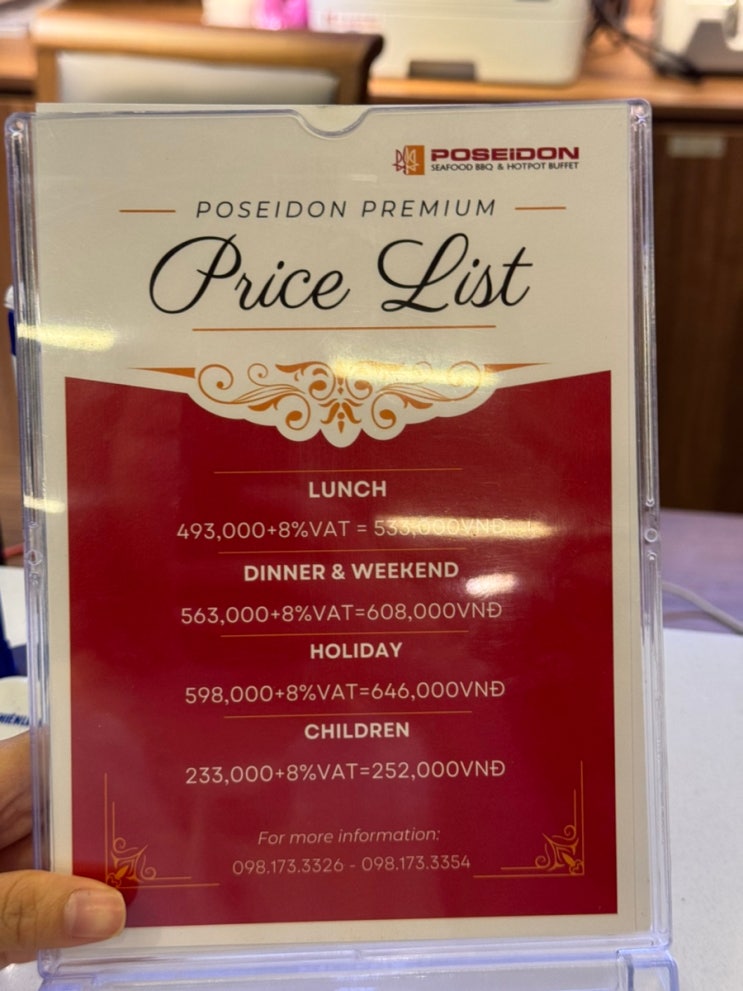 POSEIDON
SEAFOOD BBQ & HOTPOT BUFFET
POSEIDON PREMIUM
Price List
LUNCH
493,000+8%VAT = 533,000VNĐ
DINNER & WEEKEND
563,000+8%VAT=608,000VNĐ
HOLIDAY
598,000+8%VAT=646,000VNĐ
CHILDREN
233,000+8%VAT=252,000VNĐ
For more information:
098.173.3326 - 098.173.3354